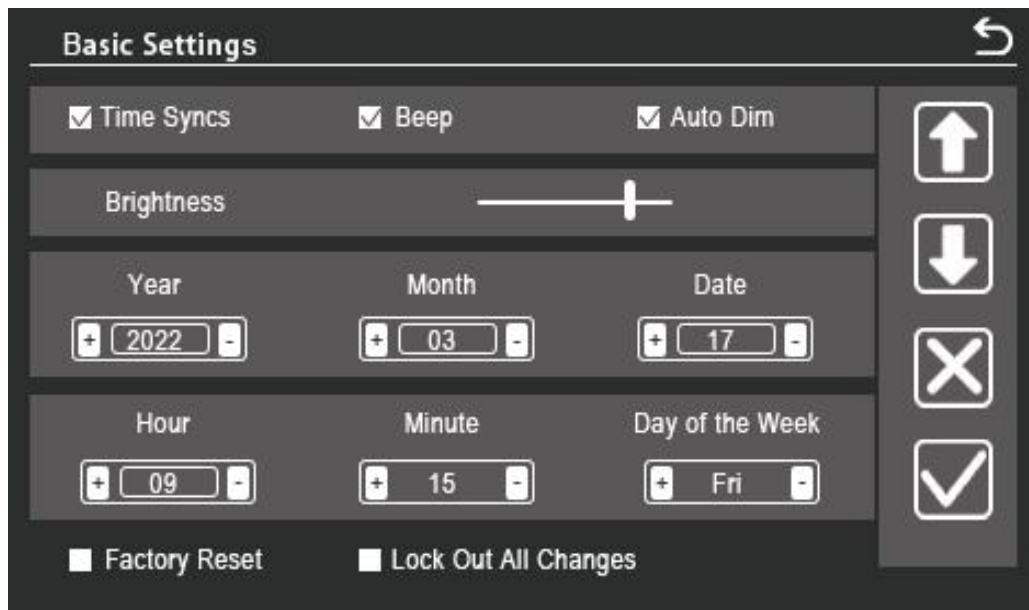 Basic Settings
Time Syncs Beep Auto Dim
Brightness
Year Month Date
+ 2022 - + 03 - + 17 -
Hour Minute Day of the Week
+ 09 - + 15 - + Fri -
Factory Reset Lock Out All Changes